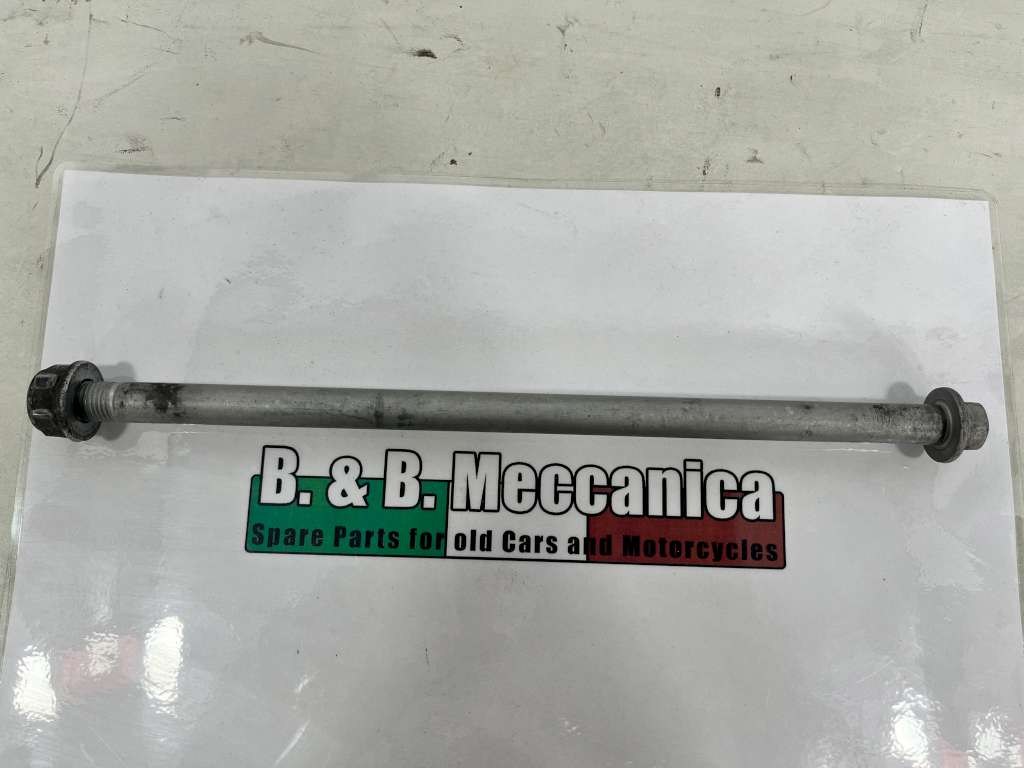 B. & B. Meccanica
Spare Parts for old Cars and Motorcycles